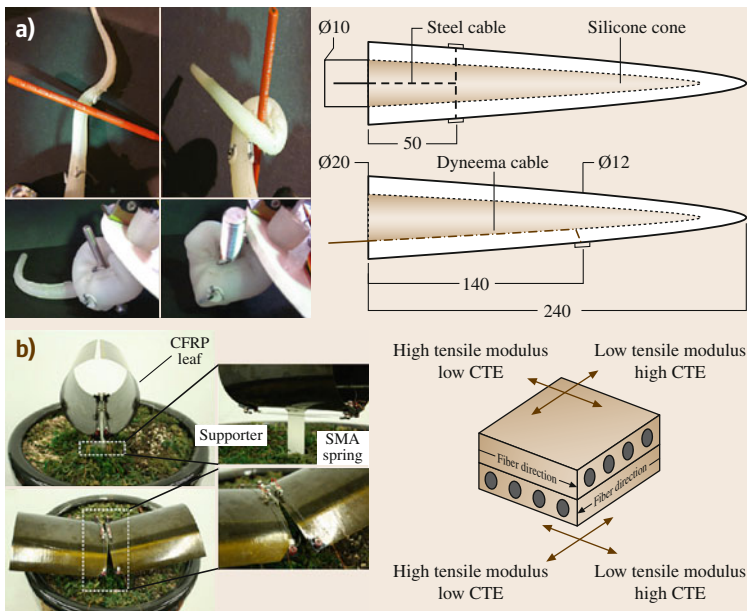 a)
Ø10
Steel cable
Silicone cone
50
Ø20
Dyneema cable
Ø12
140
240
b)
CFRP
leaf
Supporter
SMA
spring
High tensile modulus
low CTE
Low tensile modulus
high CTE
Fiber direction
Fiber direction
High tensile modulus
low CTE
Low tensile modulus
high CTE